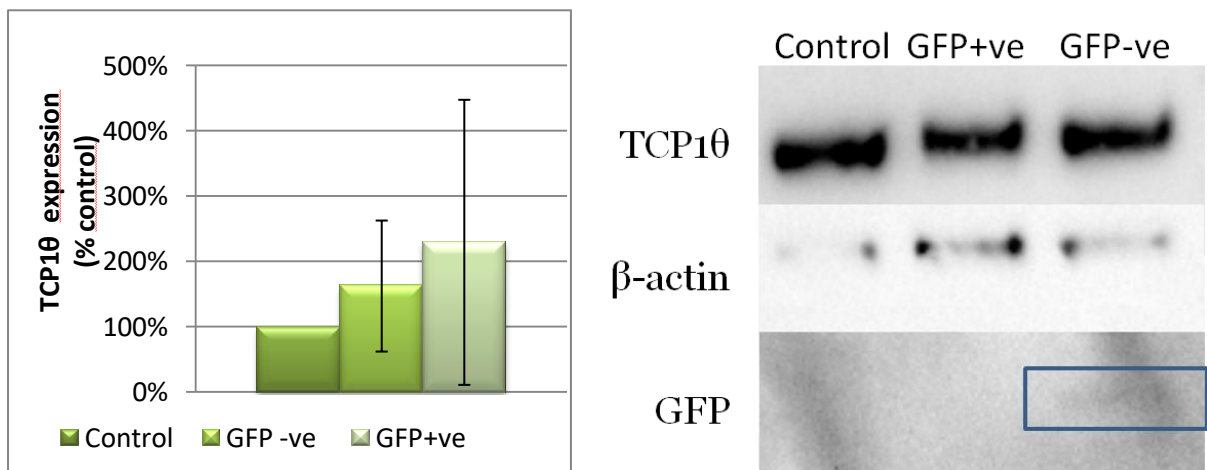 500%
400%
300%
200%
100%
0%
TCP1θ expression
(% control)
Control GFP -ve GFP+ve
Control GFP+ve GFP-ve
TCP1θ
β-actin
GFP